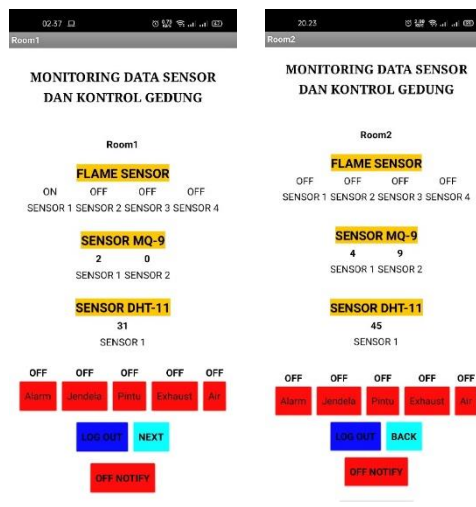 02.37
Room1
MONITORING DATA SENSOR
DAN KONTROL GEDUNG
Room1
FLAME SENSOR
ON OFF OFF OFF
SENSOR 1 SENSOR 2 SENSOR 3 SENSOR 4
SENSOR MQ-9
2 0
SENSOR 1 SENSOR 2
SENSOR DHT-11
31
SENSOR 1
OFF OFF OFF OFF OFF
Alarm Jendela Pintu Exhaust Air
LOG OUT NEXT
OFF NOTIFY
20.23
Room2
MONITORING DATA SENSOR
DAN KONTROL GEDUNG
Room2
FLAME SENSOR
OFF OFF OFF OFF
SENSOR 1 SENSOR 2 SENSOR 3 SENSOR 4
SENSOR MQ-9
4 9
SENSOR 1 SENSOR 2
SENSOR DHT-11
45
SENSOR 1
OFF OFF OFF OFF OFF
Alarm Jendela Pintu Exhaust Air
LOG OUT BACK
OFF NOTIFY